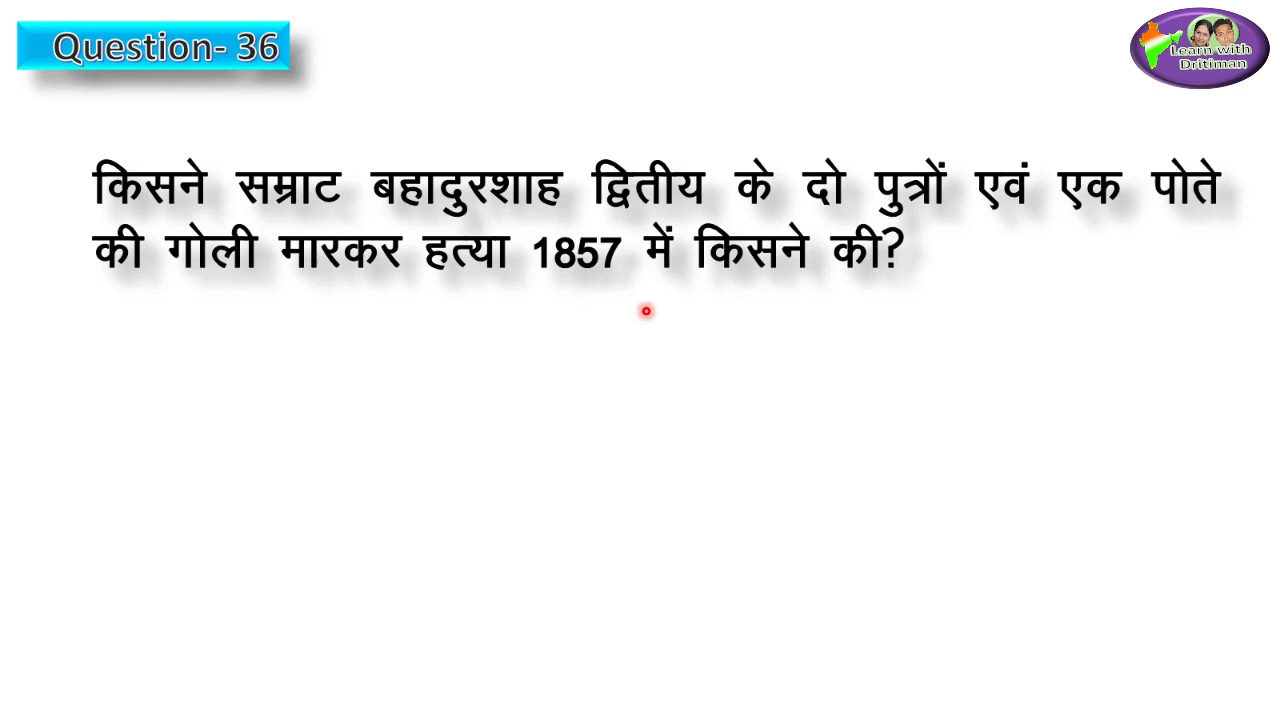 Question- 36
Learn with
Dritiman
किसने सम्राट बहादुरशाह द्वितीय के दो पुत्रों एवं एक पोते
की गोली मारकर हत्या 1857 में किसने की?